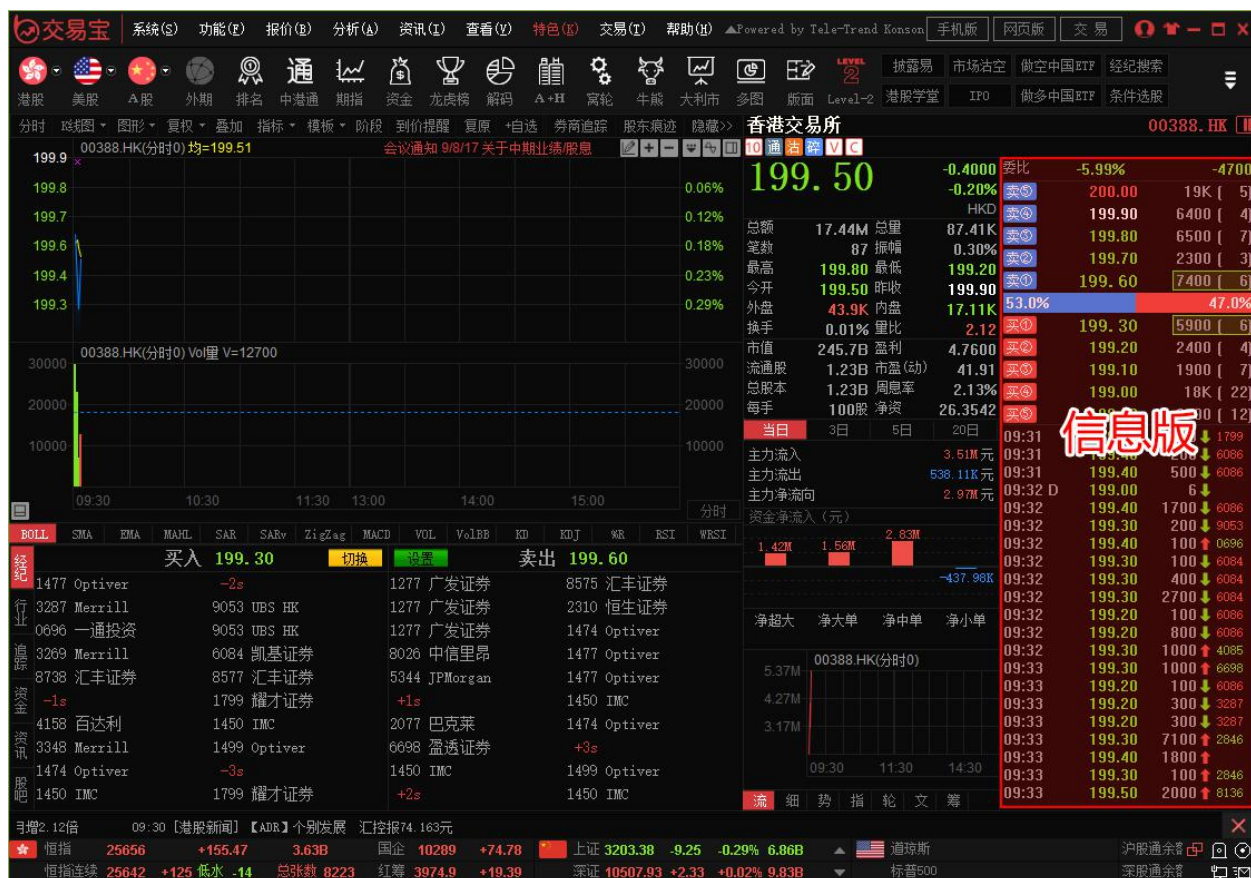 交易宝 系统(S) 功能(F) 报价(B) 分析(A) 资讯(I) 查看(V) 特色(K) 交易(T) 帮助(H) Powered by Tele-Trend Konson 手机版 网页版 交 易
港股 美股 A股 外期 排名 中港通 期指 资金 龙虎榜 解码 A+H 窝轮 牛熊 大利市 多图 版面 LEVEL 2 Level-2
披露易 市场沽空 做空中国ETF 经纪搜索
港股学堂 IPO 做多中国ETF 条件选股
分时 K线图 图形 复权 叠加 指标 模板 阶段 到价提醒 复原 +自选 券商追踪 股东痕迹 隐藏>>
00388.HK(分时0) 均=199.51 会议通知 9/8/17 关于中期业绩/股息
199.9
199.8 0.06%
199.7 0.12%
199.6 0.18%
199.4 0.23%
199.3 0.29%
00388.HK(分时0) Vol量 V=12700
30000 30000
20000 20000
10000 10000
09:30 10:30 11:30 13:00 14:00 15:00 分时
BOLL SMA EMA MAHL SAR SARv ZigZag MACD VOL VolBB KD KDJ %R RSI WRSI
经纪
行业
追踪
资金
资讯
股吧
买入 199.30 切换 设置 卖出 199.60
1477 Optiver -2s 1277 广发证券 8575 汇丰证券
3287 Merrill 9053 UBS HK 1277 广发证券 2310 恒生证券
0696 一通投资 9053 UBS HK 1277 广发证券 1474 Optiver
3269 Merrill 6084 凯基证券 8026 中信里昂 1477 Optiver
8738 汇丰证券 8577 汇丰证券 5344 JPMorgan 1477 Optiver
-1s 1799 耀才证券 +1s 1450 IMC
4158 百达利 1450 IMC 2077 巴克莱 1474 Optiver
3348 Merrill 1499 Optiver 6698 盈透证券 +3s
1474 Optiver -3s 1450 IMC 1499 Optiver
1450 IMC 1799 耀才证券 +2s 1450 IMC
香港交易所 00388.HK
10 通 沽 碎 V C
199.50 -0.4000
-0.20%
HKD
总额 17.44M 总量 87.41K
笔数 87 振幅 0.30%
最高 199.80 最低 199.20
今开 199.50 昨收 199.90
外盘 43.9K 内盘 17.11K
换手 0.01% 量比 2.12
市值 245.7B 盈利 4.7600
流通股 1.23B 市盈(动) 41.91
总股本 1.23B 周息率 2.13%
每手 100股 净资 26.3542
当日 3日 5日 20日
主力流入 3.51M元
主力流出 538.11K元
主力净流向 2.97M元
资金净流入(元)
1.42M 1.56M 2.83M -437.98K
净超大 净大单 净中单 净小单
00388.HK(分时0)
5.37M
4.27M
3.17M
09:30 11:30 14:30
流 细 势 指 轮 文 筹
委比 -5.99% -4700
卖⑤ 200.00 19K ( 5)
卖④ 199.90 6400 ( 4)
卖③ 199.80 6500 ( 7)
卖② 199.70 2300 ( 3)
卖① 199.60 7400 ( 6)
53.0% 47.0%
买① 199.30 5900 ( 6)
买② 199.20 2400 ( 4)
买③ 199.10 1900 ( 7)
买④ 199.00 18K ( 22)
买⑤ ( 12)
信息版
09:31 1799
09:31 6086
09:31 199.40 500 6086
09:32 D 199.00 6
09:32 199.40 1700 6086
09:32 199.30 200 9053
09:32 199.40 100 0696
09:32 199.30 100 6084
09:32 199.30 400 6084
09:32 199.30 2700 6084
09:32 199.20 100 6086
09:32 199.20 800 6086
09:32 199.30 1000 4085
09:33 199.30 1000 6698
09:33 199.20 100 6086
09:33 199.20 300 3287
09:33 199.20 300 3287
09:33 199.30 7100 2846
09:33 199.40 1800
09:33 199.30 100 2846
09:33 199.50 2000 8136
增2.12倍 09:30 [港股新闻] 【ADR】个别发展 汇控报74.163元
恒指 25656 +155.47 3.63B 国企 10289 +74.78 上证 3203.38 -9.25 -0.29% 6.86B 道琼斯 沪股通余
恒指连续 25642 +125 低水 -14 总张数 8223 红筹 3974.9 +19.39 深证 10507.93 +2.33 +0.02% 9.83B 标普500 深股通余